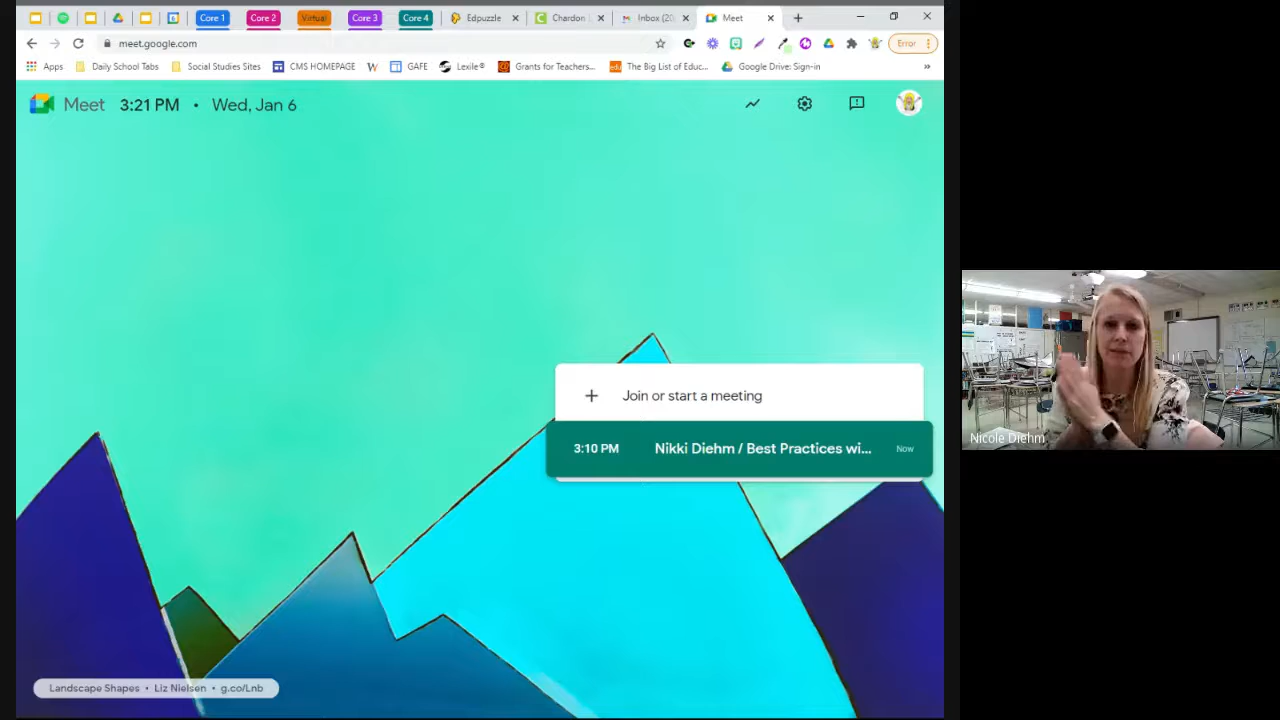 Core 1 Core 2 Virtual Core 3 Core 4 Edpuzzle Chardon Inbox (20 Meet
meet.google.com Error
Apps Daily School Tabs Social Studies Sites CMS HOMEPAGE W GAFE Lexile® Grants for Teachers... The Big List of Educ... Google Drive: Sign-in »
Meet 3:21 PM • Wed, Jan 6
Join or start a meeting
3:10 PM Nikki Diehm / Best Practices wi... Now
Nicole Diehm
Landscape Shapes • Liz Nielsen • g.co/Lnb